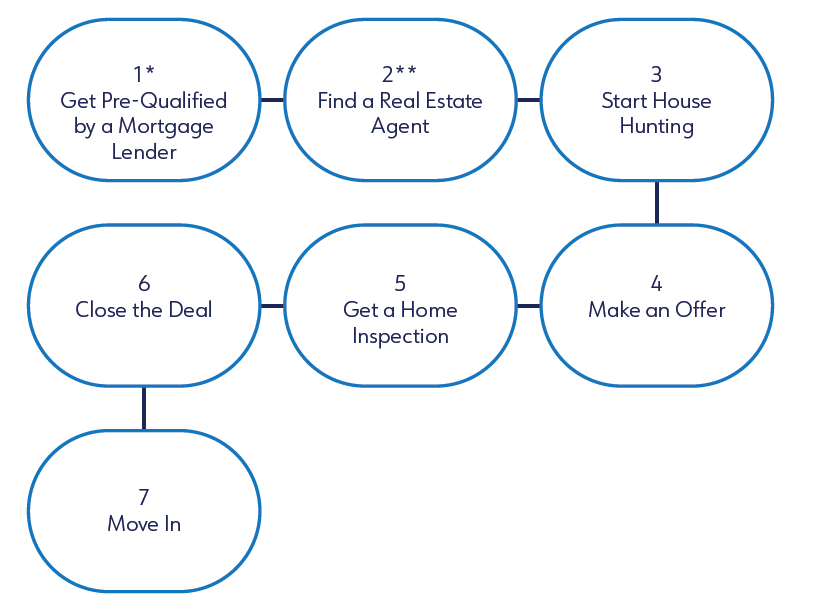 1*
Get Pre-Qualified
by a Mortgage
Lender
2**
Find a Real Estate
Agent
3
Start House
Hunting
4
Make an Offer
5
Get a Home
Inspection
6
Close the Deal
7
Move In